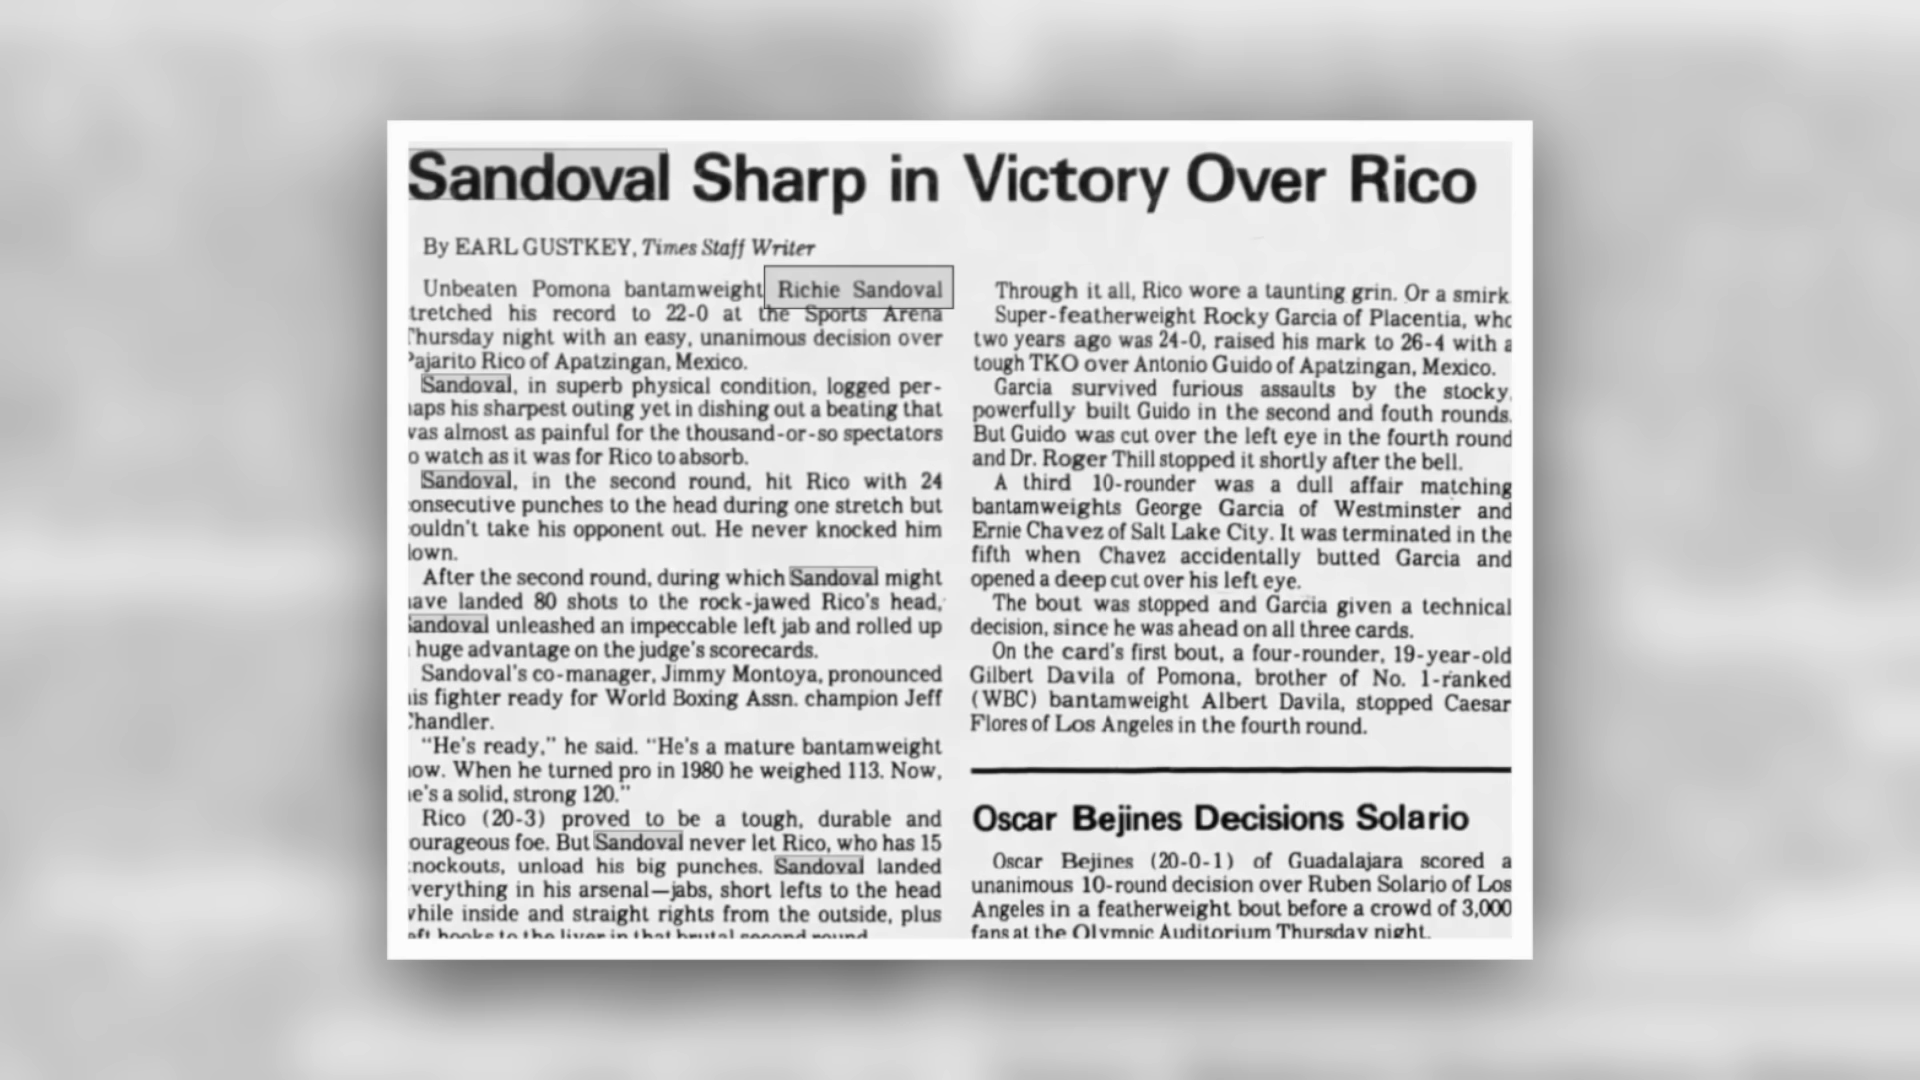 Sandoval Sharp in Victory Over Rico
By EARL GUSTKEY, Times Staff Writer
Unbeaten Pomona bantamweight Richie Sandoval
tretched his record to 22-0 at the Sports Arena
Thursday night with an easy, unanimous decision over
Pajarito Rico of Apatzingan, Mexico.
Sandoval, in superb physical condition, logged per-
haps his sharpest outing yet in dishing out a beating that
was almost as painful for the thousand-or-so spectators
o watch as it was for Rico to absorb.
Sandoval, in the second round, hit Rico with 24
consecutive punches to the head during one stretch but
couldn't take his opponent out. He never knocked him
down.
After the second round, during which Sandoval might
have landed 80 shots to the rock-jawed Rico's head,
Sandoval unleashed an impeccable left jab and rolled up
huge advantage on the judge's scorecards.
Sandoval's co-manager, Jimmy Montoya, pronounced
his fighter ready for World Boxing Assn. champion Jeff
Chandler.
"He's ready," he said. "He's a mature bantamweight
now. When he turned pro in 1980 he weighed 113. Now,
he's a solid, strong 120."
Rico (20-3) proved to be a tough, durable and
courageous foe. But Sandoval never let Rico, who has 15
knockouts, unload his big punches. Sandoval landed
everything in his arsenal—jabs, short lefts to the head
while inside and straight rights from the outside, plus
left hooks to the liver in that brutal second round.
Through it all, Rico wore a taunting grin. Or a smirk.
Super-featherweight Rocky Garcia of Placentia, who
two years ago was 24-0, raised his mark to 26-4 with a
tough TKO over Antonio Guido of Apatzingan, Mexico.
Garcia survived furious assaults by the stocky,
powerfully built Guido in the second and fouth rounds.
But Guido was cut over the left eye in the fourth round
and Dr. Roger Thill stopped it shortly after the bell.
A third 10-rounder was a dull affair matching
bantamweights George Garcia of Westminster and
Ernie Chavez of Salt Lake City. It was terminated in the
fifth when Chavez accidentally butted Garcia and
opened a deep cut over his left eye.
The bout was stopped and Garcia given a technical
decision, since he was ahead on all three cards.
On the card's first bout, a four-rounder, 19-year-old
Gilbert Davila of Pomona, brother of No. 1-ranked
(WBC) bantamweight Albert Davila, stopped Caesar
Flores of Los Angeles in the fourth round.
Oscar Bejines Decisions Solario
Oscar Bejines (20-0-1) of Guadalajara scored a
unanimous 10-round decision over Ruben Solario of Los
Angeles in a featherweight bout before a crowd of 3,000
fans at the Olympic Auditorium Thursday night.